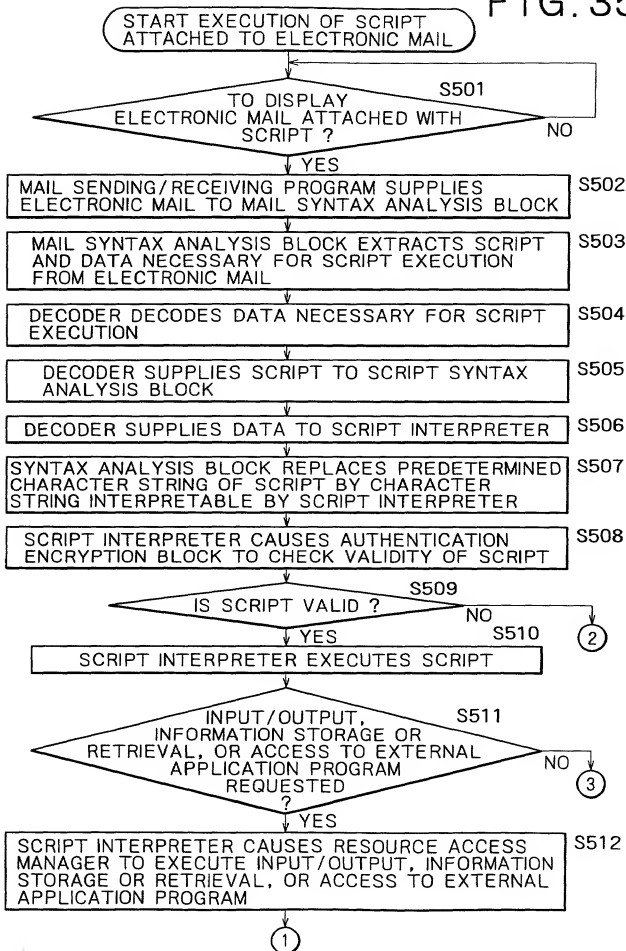 FIG. 35
START EXECUTION OF SCRIPT
ATTACHED TO ELECTRONIC MAIL
S501
TO DISPLAY
ELECTRONIC MAIL ATTACHED WITH
SCRIPT ?
NO
YES
MAIL SENDING/RECEIVING PROGRAM SUPPLIES
ELECTRONIC MAIL TO MAIL SYNTAX ANALYSIS BLOCK
S502
MAIL SYNTAX ANALYSIS BLOCK EXTRACTS SCRIPT
AND DATA NECESSARY FOR SCRIPT EXECUTION
FROM ELECTRONIC MAIL
S503
DECODER DECODES DATA NECESSARY FOR SCRIPT
EXECUTION
S504
DECODER SUPPLIES SCRIPT TO SCRIPT SYNTAX
ANALYSIS BLOCK
S505
DECODER SUPPLIES DATA TO SCRIPT INTERPRETER
S506
SYNTAX ANALYSIS BLOCK REPLACES PREDETERMINED
CHARACTER STRING OF SCRIPT BY CHARACTER
STRING INTERPRETABLE BY SCRIPT INTERPRETER
S507
SCRIPT INTERPRETER CAUSES AUTHENTICATION
ENCRYPTION BLOCK TO CHECK VALIDITY OF SCRIPT
S508
S509
IS SCRIPT VALID ?
NO
2
YES
S510
SCRIPT INTERPRETER EXECUTES SCRIPT
S511
INPUT/OUTPUT,
INFORMATION STORAGE OR
RETRIEVAL, OR ACCESS TO EXTERNAL
APPLICATION PROGRAM
REQUESTED
?
NO
3
YES
SCRIPT INTERPRETER CAUSES RESOURCE ACCESS
MANAGER TO EXECUTE INPUT/OUTPUT, INFORMATION
STORAGE OR RETRIEVAL, OR ACCESS TO EXTERNAL
APPLICATION PROGRAM
S512
1